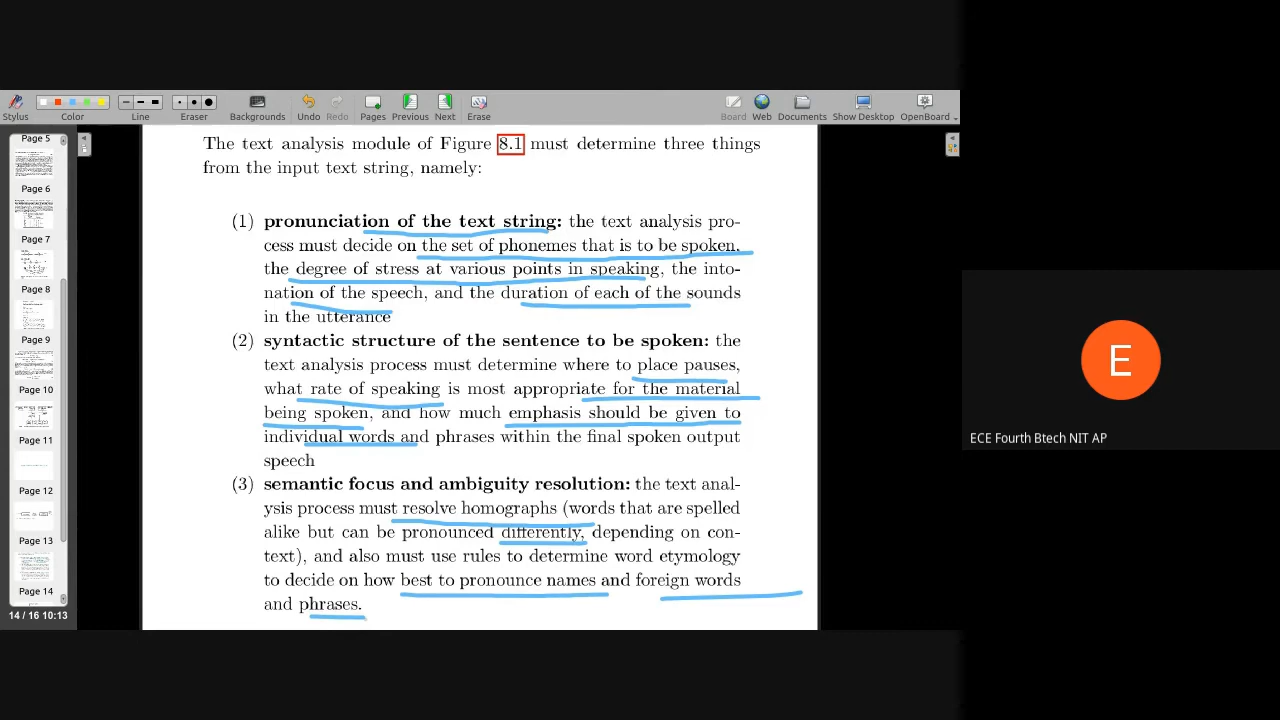 Stylus Color Line Eraser Backgrounds Undo Redo Pages Previous Next Erase Board Web Documents Show Desktop OpenBoard
Page 5
Page 6
Page 7
Page 8
Page 9
Page 10
Page 11
Page 12
Page 13
Page 14
14 / 16 10:13
The text analysis module of Figure 8.1 must determine three things
from the input text string, namely:
(1) pronunciation of the text string: the text analysis pro-
cess must decide on the set of phonemes that is to be spoken,
the degree of stress at various points in speaking, the into-
nation of the speech, and the duration of each of the sounds
in the utterance
(2) syntactic structure of the sentence to be spoken: the
text analysis process must determine where to place pauses,
what rate of speaking is most appropriate for the material
being spoken, and how much emphasis should be given to
individual words and phrases within the final spoken output
speech
(3) semantic focus and ambiguity resolution: the text anal-
ysis process must resolve homographs (words that are spelled
alike but can be pronounced differently, depending on con-
text), and also must use rules to determine word etymology
to decide on how best to pronounce names and foreign words
and phrases.
E
ECE Fourth Btech NIT AP